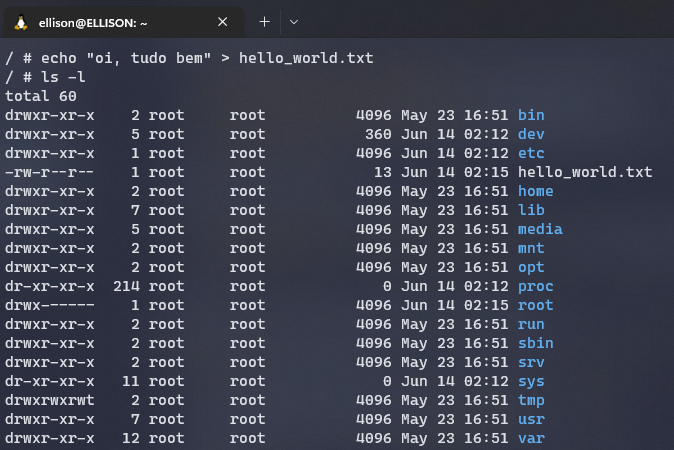 ellison@ELLISON: ~
/ # echo "oi, tudo bem" > hello_world.txt
/ # ls -l
total 60
drwxr-xr-x    2 root     root          4096 May 23 16:51 bin
drwxr-xr-x    5 root     root           360 Jun 14 02:12 dev
drwxr-xr-x    1 root     root          4096 Jun 14 02:12 etc
-rw-r--r--    1 root     root            13 Jun 14 02:15 hello_world.txt
drwxr-xr-x    2 root     root          4096 May 23 16:51 home
drwxr-xr-x    7 root     root          4096 May 23 16:51 lib
drwxr-xr-x    5 root     root          4096 May 23 16:51 media
drwxr-xr-x    2 root     root          4096 May 23 16:51 mnt
drwxr-xr-x    2 root     root          4096 May 23 16:51 opt
dr-xr-xr-x  214 root     root             0 Jun 14 02:12 proc
drwx------    1 root     root          4096 Jun 14 02:15 root
drwxr-xr-x    2 root     root          4096 May 23 16:51 run
drwxr-xr-x    2 root     root          4096 May 23 16:51 sbin
drwxr-xr-x    2 root     root          4096 May 23 16:51 srv
dr-xr-xr-x   11 root     root             0 Jun 14 02:12 sys
drwxrwxrwt    2 root     root          4096 May 23 16:51 tmp
drwxr-xr-x    7 root     root          4096 May 23 16:51 usr
drwxr-xr-x   12 root     root          4096 May 23 16:51 var